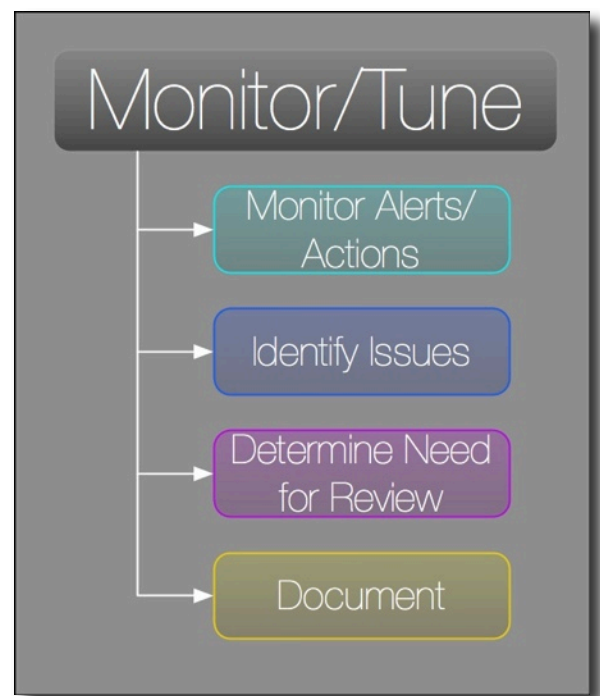 Monitor/Tune
Monitor Alerts/
Actions
Identify Issues
Determine Need
for Review
Document